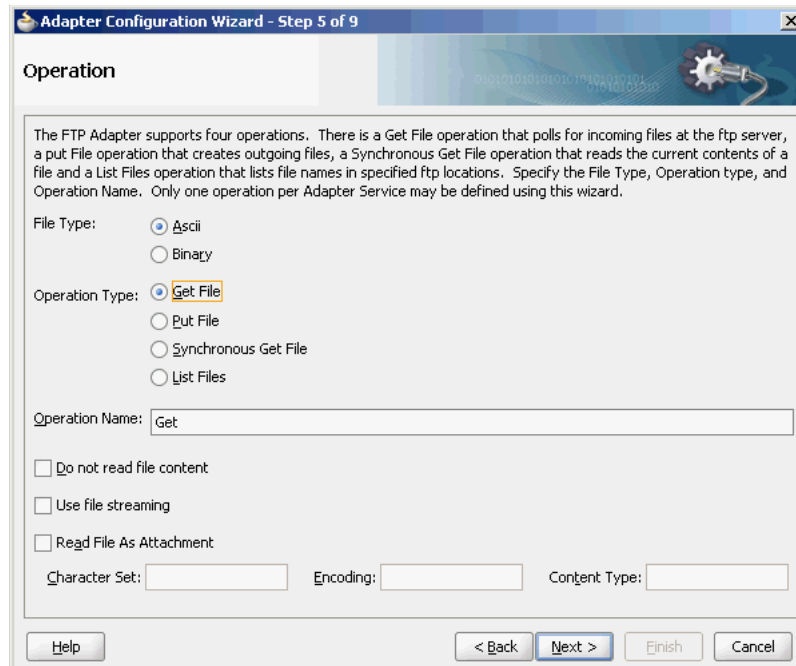 Adapter Configuration Wizard - Step 5 of 9
Operation
The FTP Adapter supports four operations. There is a Get File operation that polls for incoming files at the ftp server,
a put File operation that creates outgoing files, a Synchronous Get File operation that reads the current contents of a
file and a List Files operation that lists file names in specified ftp locations. Specify the File Type, Operation type, and
Operation Name. Only one operation per Adapter Service may be defined using this wizard.
File Type: Ascii
Binary
Operation Type: Get File
Put File
Synchronous Get File
List Files
Operation Name: Get
Do not read file content
Use file streaming
Read File As Attachment
Character Set: Encoding: Content Type:
Help < Back Next > Finish Cancel